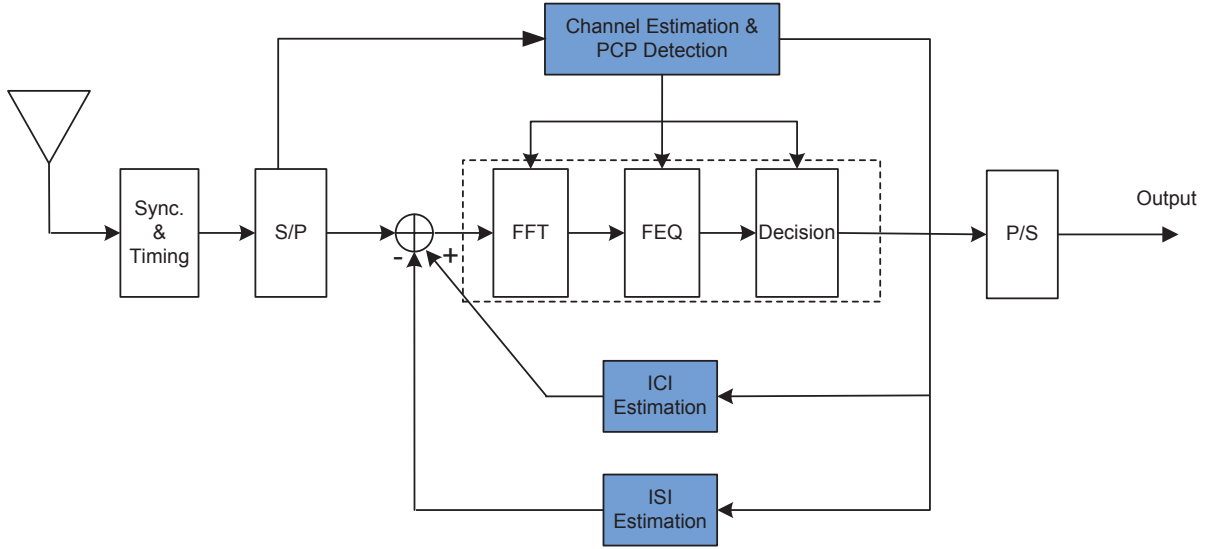 Channel Estimation &
PCP Detection
Sync.
&
Timing
S/P
-
+
FFT
FEQ
Decision
P/S
Output
ICI
Estimation
ISI
Estimation